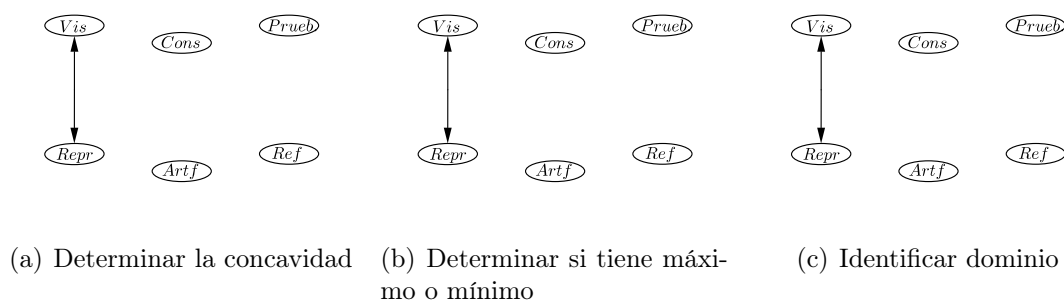 Vis Cons Prueb Vis Cons Prueb Vis Cons Prueb
Repr Artf Ref Repr Artf Ref Repr Artf Ref
(a) Determinar la concavidad (b) Determinar si tiene máxi- (c) Identificar dominio
mo o mínimo